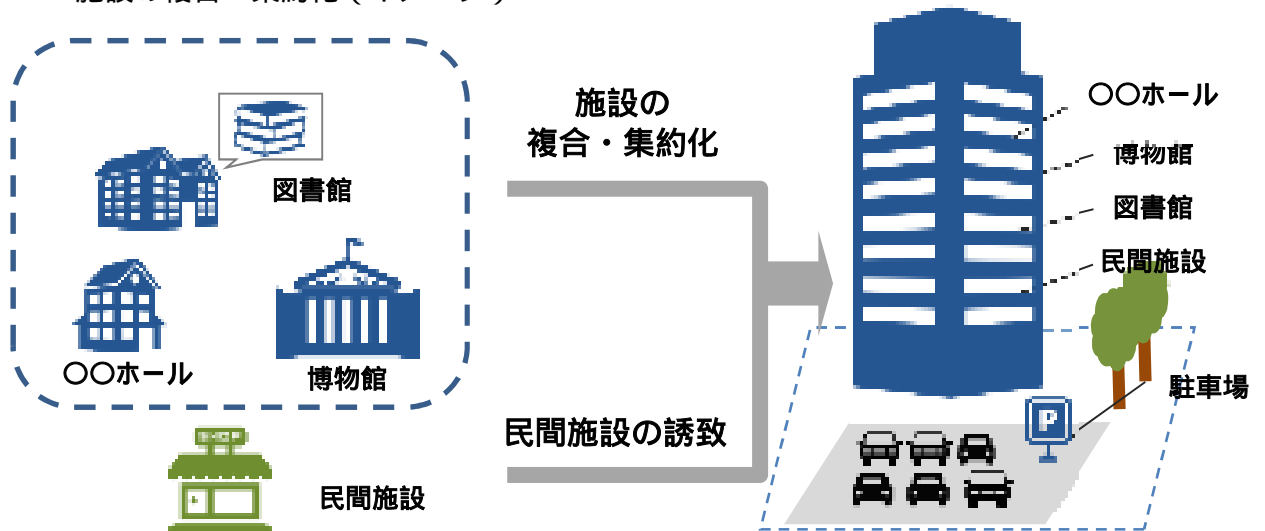 施設の
複合・集約化
図書館
〇〇ホール
博物館
民間施設
民間施設の誘致
〇〇ホール
博物館
図書館
民間施設
駐車場
P